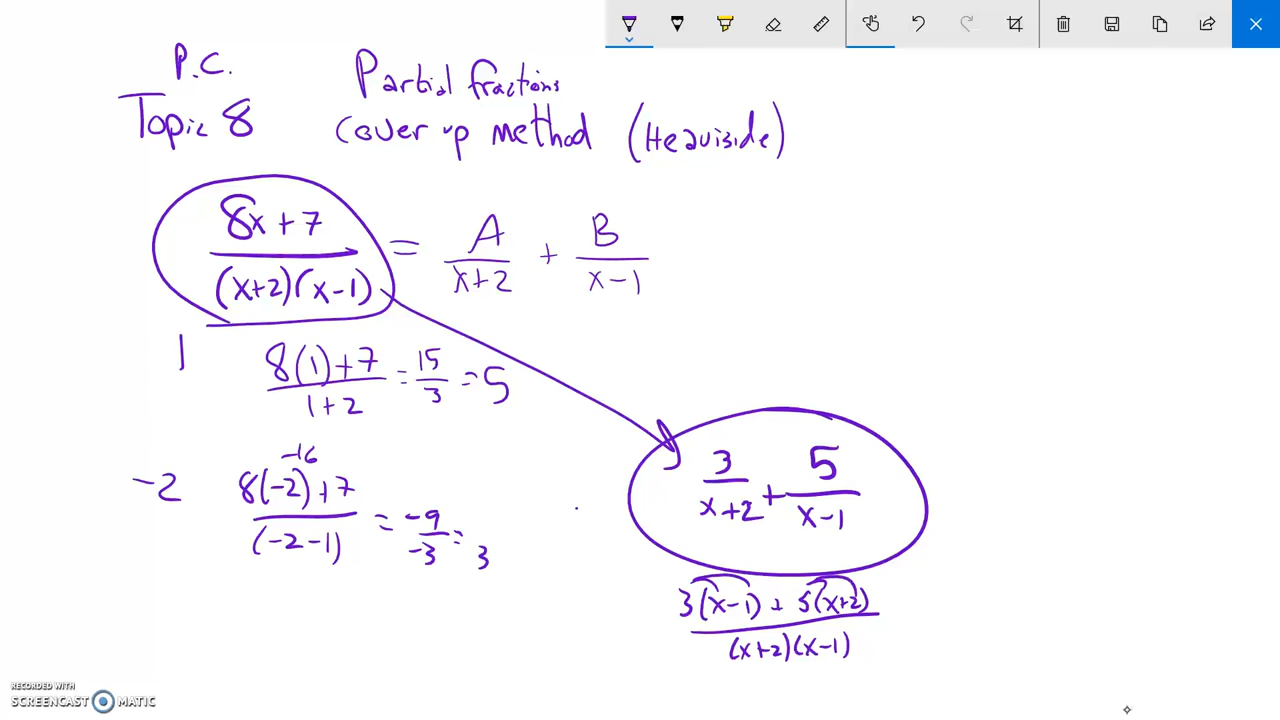 P.C.
Partial fractions
Topic 8
cover up method (Heaviside)
8x+7 / (x+2)(x-1) = A / x+2 + B / x-1
1
8(1)+7 / 1+2 = 15 / 3 = 5
-16
-2
8(-2)+7 / (-2-1) = -9 / -3 = 3
3 / x+2 + 5 / x-1
3(x-1) + 5(x+2) / (x+2)(x-1)
RECORDED WITH
SCREENCAST MATIC